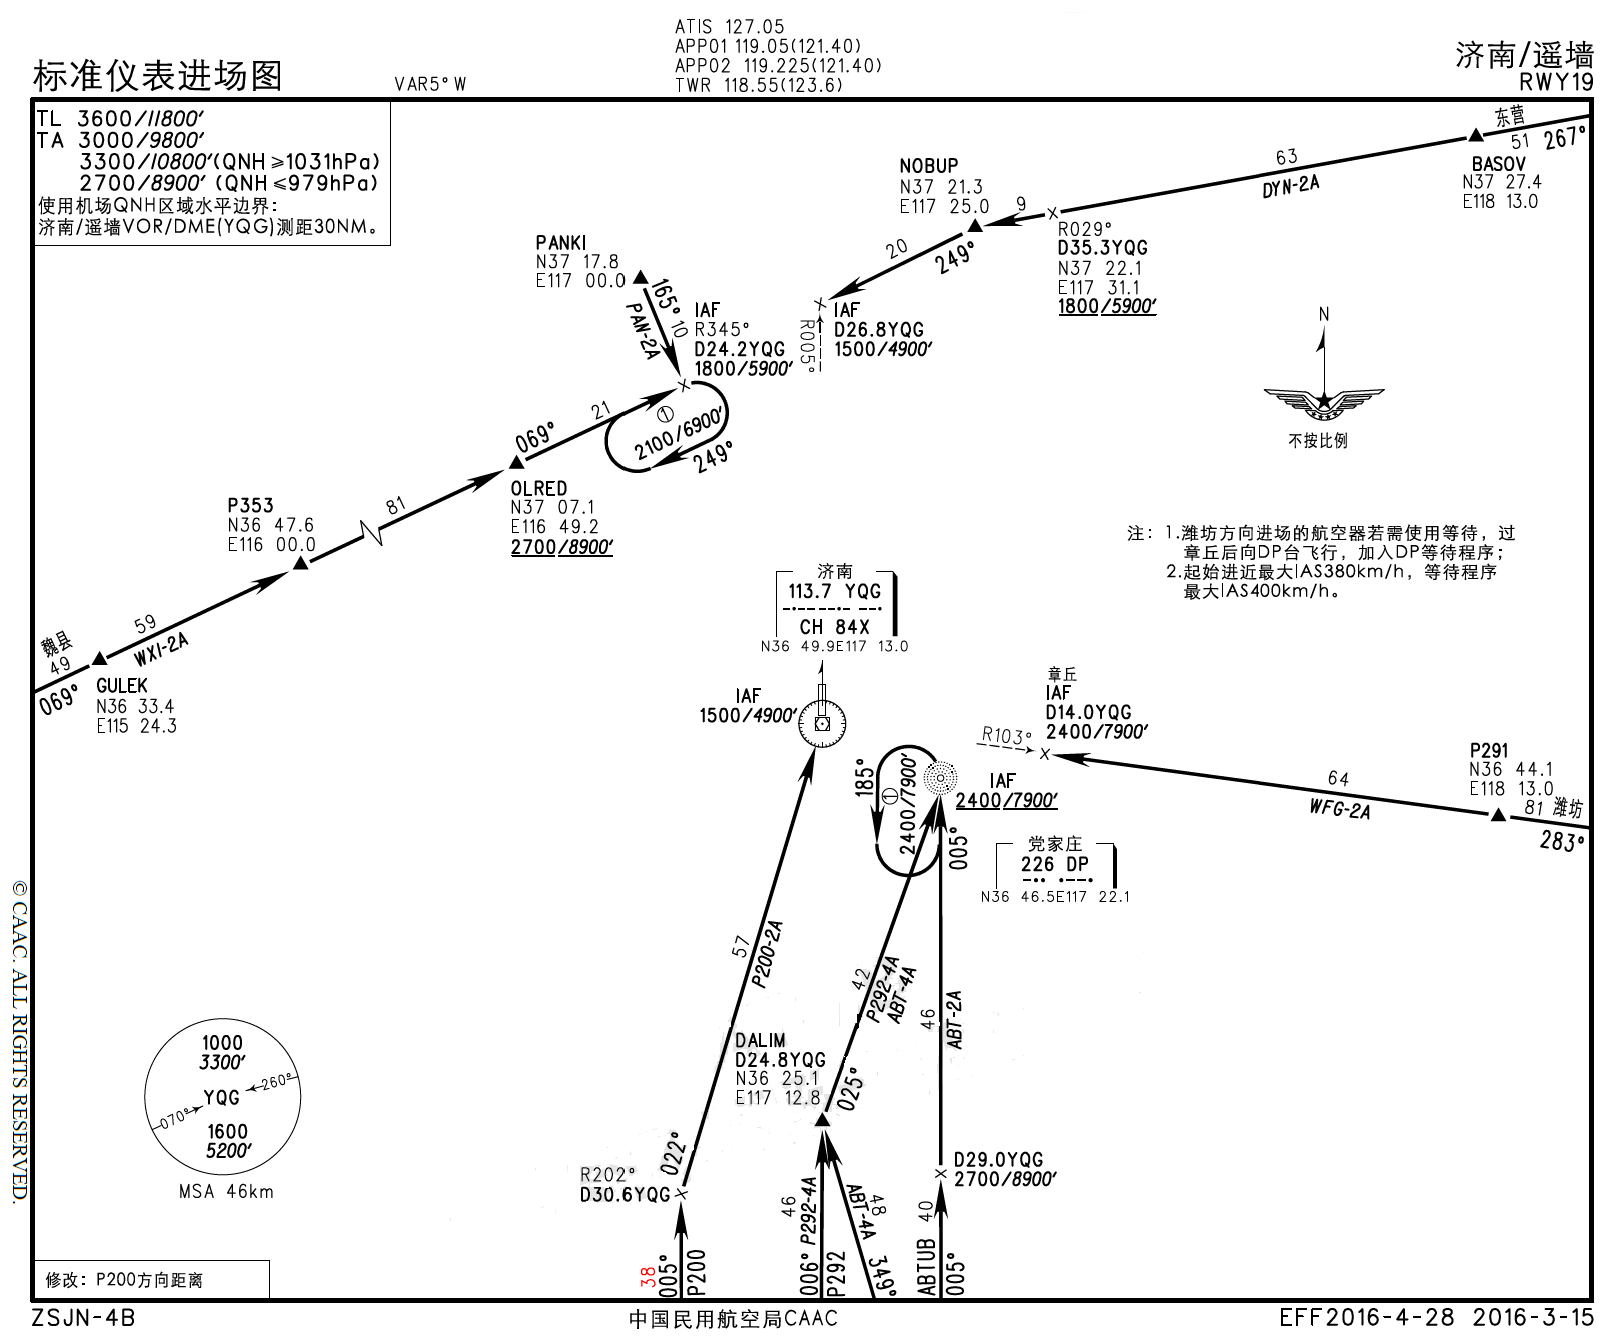 ATIS 127.05
APP01 119.05(121.40)
APP02 119.225(121.40)
TWR 118.55(123.6)
标准仪表进场图
VAR5° W
济南/遥墙
RWY19
TL 3600/11800′
TA 3000/9800′
3300/10800′(QNH≥1031hPa)
2700/8900′ (QNH≤979hPa)
使用机场QNH区域水平边界:
济南/遥墙VOR/DME(YQG)测距30NM。
东营
51
267°
BASOV
N37 27.4
E118 13.0
63
DYN-2A
NOBUP
N37 21.3
E117 25.0
9
R029°
D35.3YQG
N37 22.1
E117 31.1
1800/5900′
20
249°
IAF
D26.8YQG
1500/4900′
R005°
PANKI
N37 17.8
E117 00.0
165°
10
PAN-2A
IAF
R345°
D24.2YQG
1800/5900′
①
2100/6900′
249°
21
069°
OLRED
N37 07.1
E116 49.2
2700/8900′
81
P353
N36 47.6
E116 00.0
59
WXI-2A
魏县
49
069°
GULEK
N36 33.4
E115 24.3
N
不按比例
注: 1.潍坊方向进场的航空器若需使用等待, 过
章丘后向DP台飞行, 加入DP等待程序;
2.起始进近最大IAS380km/h, 等待程序
最大IAS400km/h。
济南
113.7 YQG
CH 84X
N36 49.9E117 13.0
IAF
1500/4900′
章丘
IAF
D14.0YQG
2400/7900′
R103°
64
WFG-2A
P291
N36 44.1
E118 13.0
81 潍坊
283°
IAF
2400/7900′
185°
①
2400/7900′
005°
党家庄
226 DP
N36 46.5E117 22.1
57
P200-2A
42
P292-4A
ABT-4A
46
ABT-2A
DALIM
D24.8YQG
N36 25.1
E117 12.8
025°
022°
R202°
D30.6YQG
38
005°
P200
46
P292-4A
006°
P292
48
ABT-4A
349°
D29.0YQG
2700/8900′
40
ABTUB
005°
1000
3300′
YQG
260°
070°
1600
5200′
MSA 46km
© CAAC. ALL RIGHTS RESERVED.
修改: P200方向距离
ZSJN-4B
中国民用航空局CAAC
EFF2016-4-28 2016-3-15